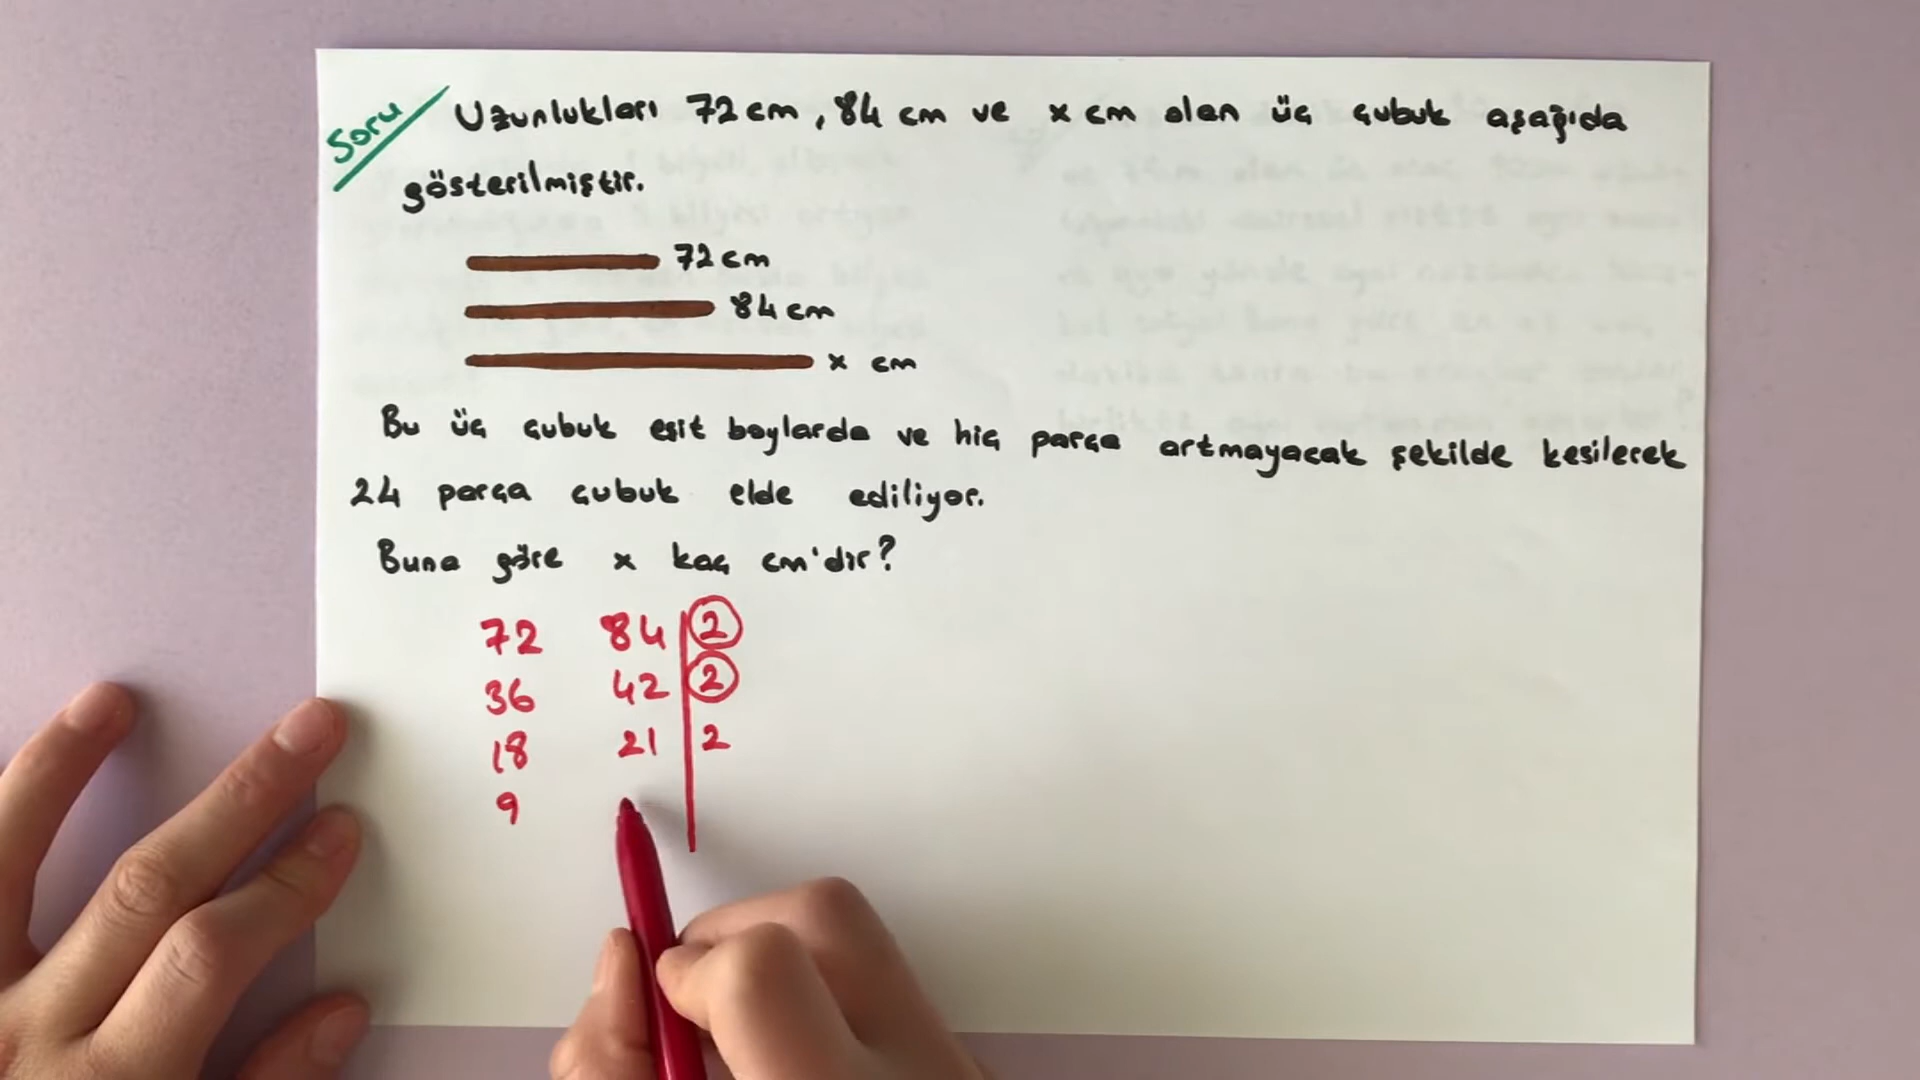 Soru
Uzunlukları 72 cm, 84 cm ve x cm olan üç çubuk aşağıda
gösterilmiştir.
72 cm
84 cm
x cm
Bu üç çubuk eşit boylarda ve hiç parça artmayacak şekilde kesilerek
24 parça çubuk elde ediliyor.
Buna göre x kaç cm'dir?
72 84 2
36 42 2
18 21 2
9